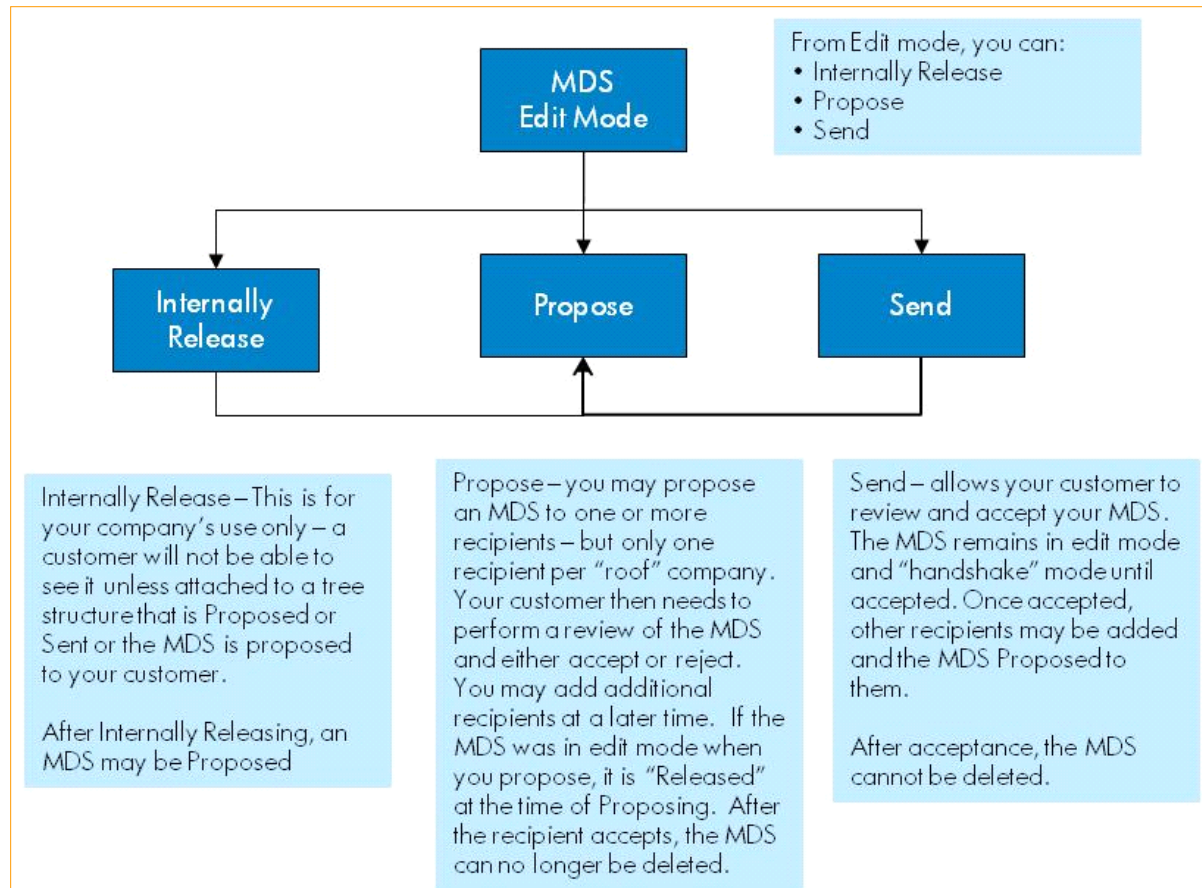 MDS
Edit Mode
From Edit mode, you can:
• Internally Release
• Propose
• Send
Internally
Release
Propose
Send
Internally Release – This is for
your company's use only – a
customer will not be able to
see it unless attached to a tree
structure that is Proposed or
Sent or the MDS is proposed
to your customer.
After Internally Releasing, an
MDS may be Proposed
Propose – you may propose
an MDS to one or more
recipients – but only one
recipient per “roof” company.
Your customer then needs to
perform a review of the MDS
and either accept or reject.
You may add additional
recipients at a later time. If the
MDS was in edit mode when
you propose, it is “Released”
at the time of Proposing. After
the recipient accepts, the MDS
can no longer be deleted.
Send – allows your customer to
review and accept your MDS.
The MDS remains in edit mode
and “handshake” mode until
accepted. Once accepted,
other recipients may be added
and the MDS Proposed to
them.
After acceptance, the MDS
cannot be deleted.